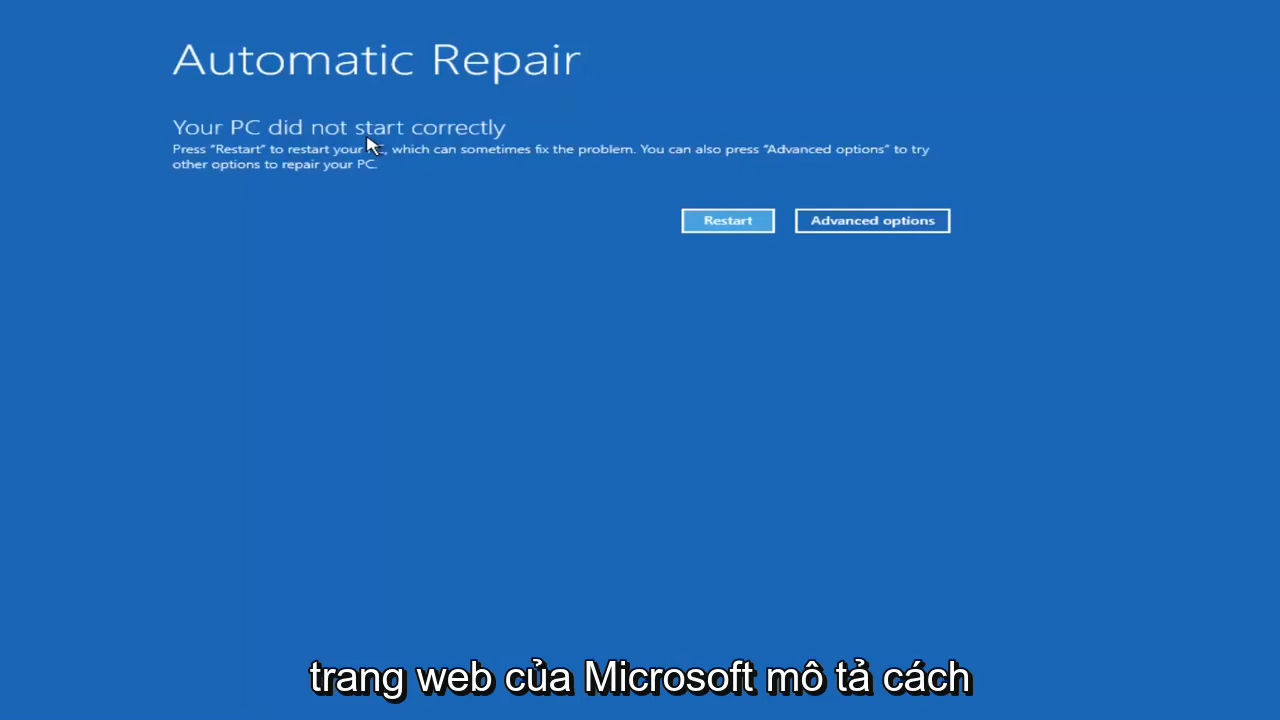 Automatic Repair
Your PC did not start correctly
Press “Restart” to restart your , which can sometimes fix the problem. You can also press “Advanced options” to try
other options to repair your PC.
Restart
Advanced options
trang web của Microsoft mô tả cách